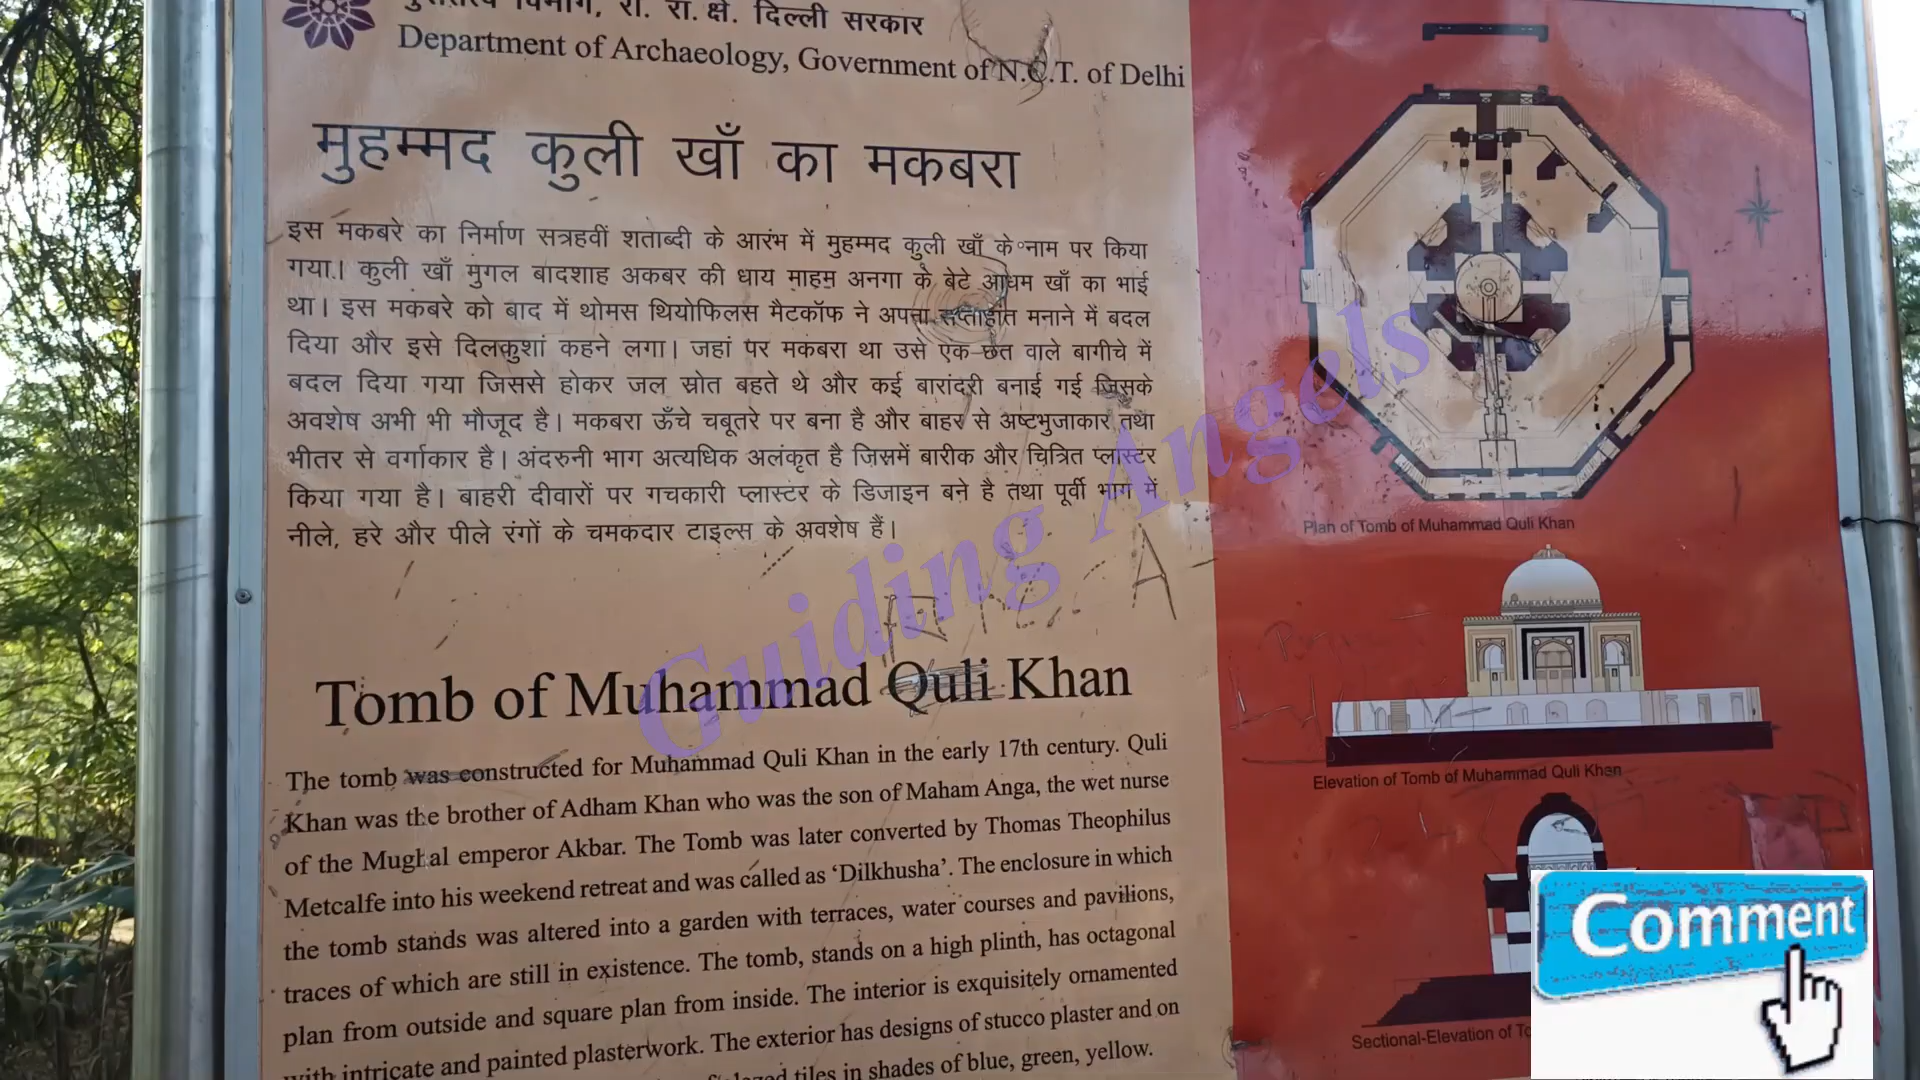 पुरातत्व विभाग, रा. रा. क्षे. दिल्ली सरकार
Department of Archaeology, Government of N.C.T. of Delhi
मुहम्मद कुली खाँ का मकबरा
इस मकबरे का निर्माण सत्रहवीं शताब्दी के आरंभ में मुहम्मद कुली खाँ के नाम पर किया
गया। कुली खाँ मुगल बादशाह अकबर की धाय माहम अनगा के बेटे आधम खाँ का भाई
था। इस मकबरे को बाद में थोमस थियोफिलस मैटकॉफ ने अपना सप्ताहांत मनाने में बदल
दिया और इसे दिलकुशां कहने लगा। जहां पर मकबरा था उसे एक छत वाले बागीचे में
बदल दिया गया जिससे होकर जल स्रोत बहते थे और कई बारांदरी बनाई गई जिसके
अवशेष अभी भी मौजूद है। मकबरा ऊँचे चबूतरे पर बना है और बाहर से अष्टभुजाकार तथा
भीतर से वर्गाकार है। अंदरुनी भाग अत्यधिक अलंकृत है जिसमें बारीक और चित्रित प्लास्टर
किया गया है। बाहरी दीवारों पर गचकारी प्लास्टर के डिजाइन बने है तथा पूर्वी भाग में
नीले, हरे और पीले रंगों के चमकदार टाइल्स के अवशेष हैं।
Tomb of Muhammad Quli Khan
The tomb was constructed for Muhammad Quli Khan in the early 17th century. Quli
Khan was the brother of Adham Khan who was the son of Maham Anga, the wet nurse
of the Mughal emperor Akbar. The Tomb was later converted by Thomas Theophilus
Metcalfe into his weekend retreat and was called as ‘Dilkhusha’. The enclosure in which
the tomb stands was altered into a garden with terraces, water courses and pavilions,
traces of which are still in existence. The tomb, stands on a high plinth, has octagonal
plan from outside and square plan from inside. The interior is exquisitely ornamented
with intricate and painted plasterwork. The exterior has designs of stucco plaster and on
tiles in shades of blue, green, yellow.
Plan of Tomb of Muhammad Quli Khan
Elevation of Tomb of Muhammad Quli Khan
Sectional-Elevation of
Guiding Angels
Comment